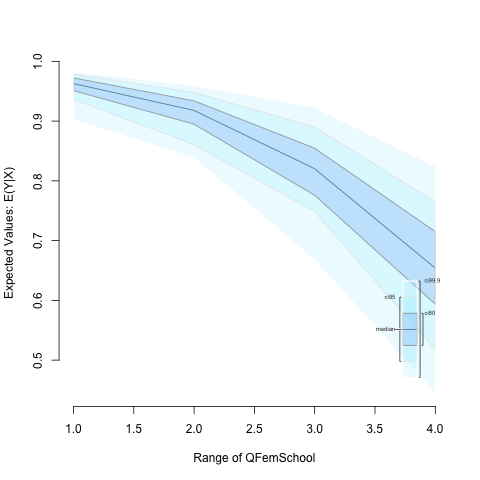 Expected Values: E(Y|X)
1.0
0.9
0.8
0.7
0.6
0.5
ci99.9
ci95
ci80
median
1.0 1.5 2.0 2.5 3.0 3.5 4.0
Range of QFemSchool